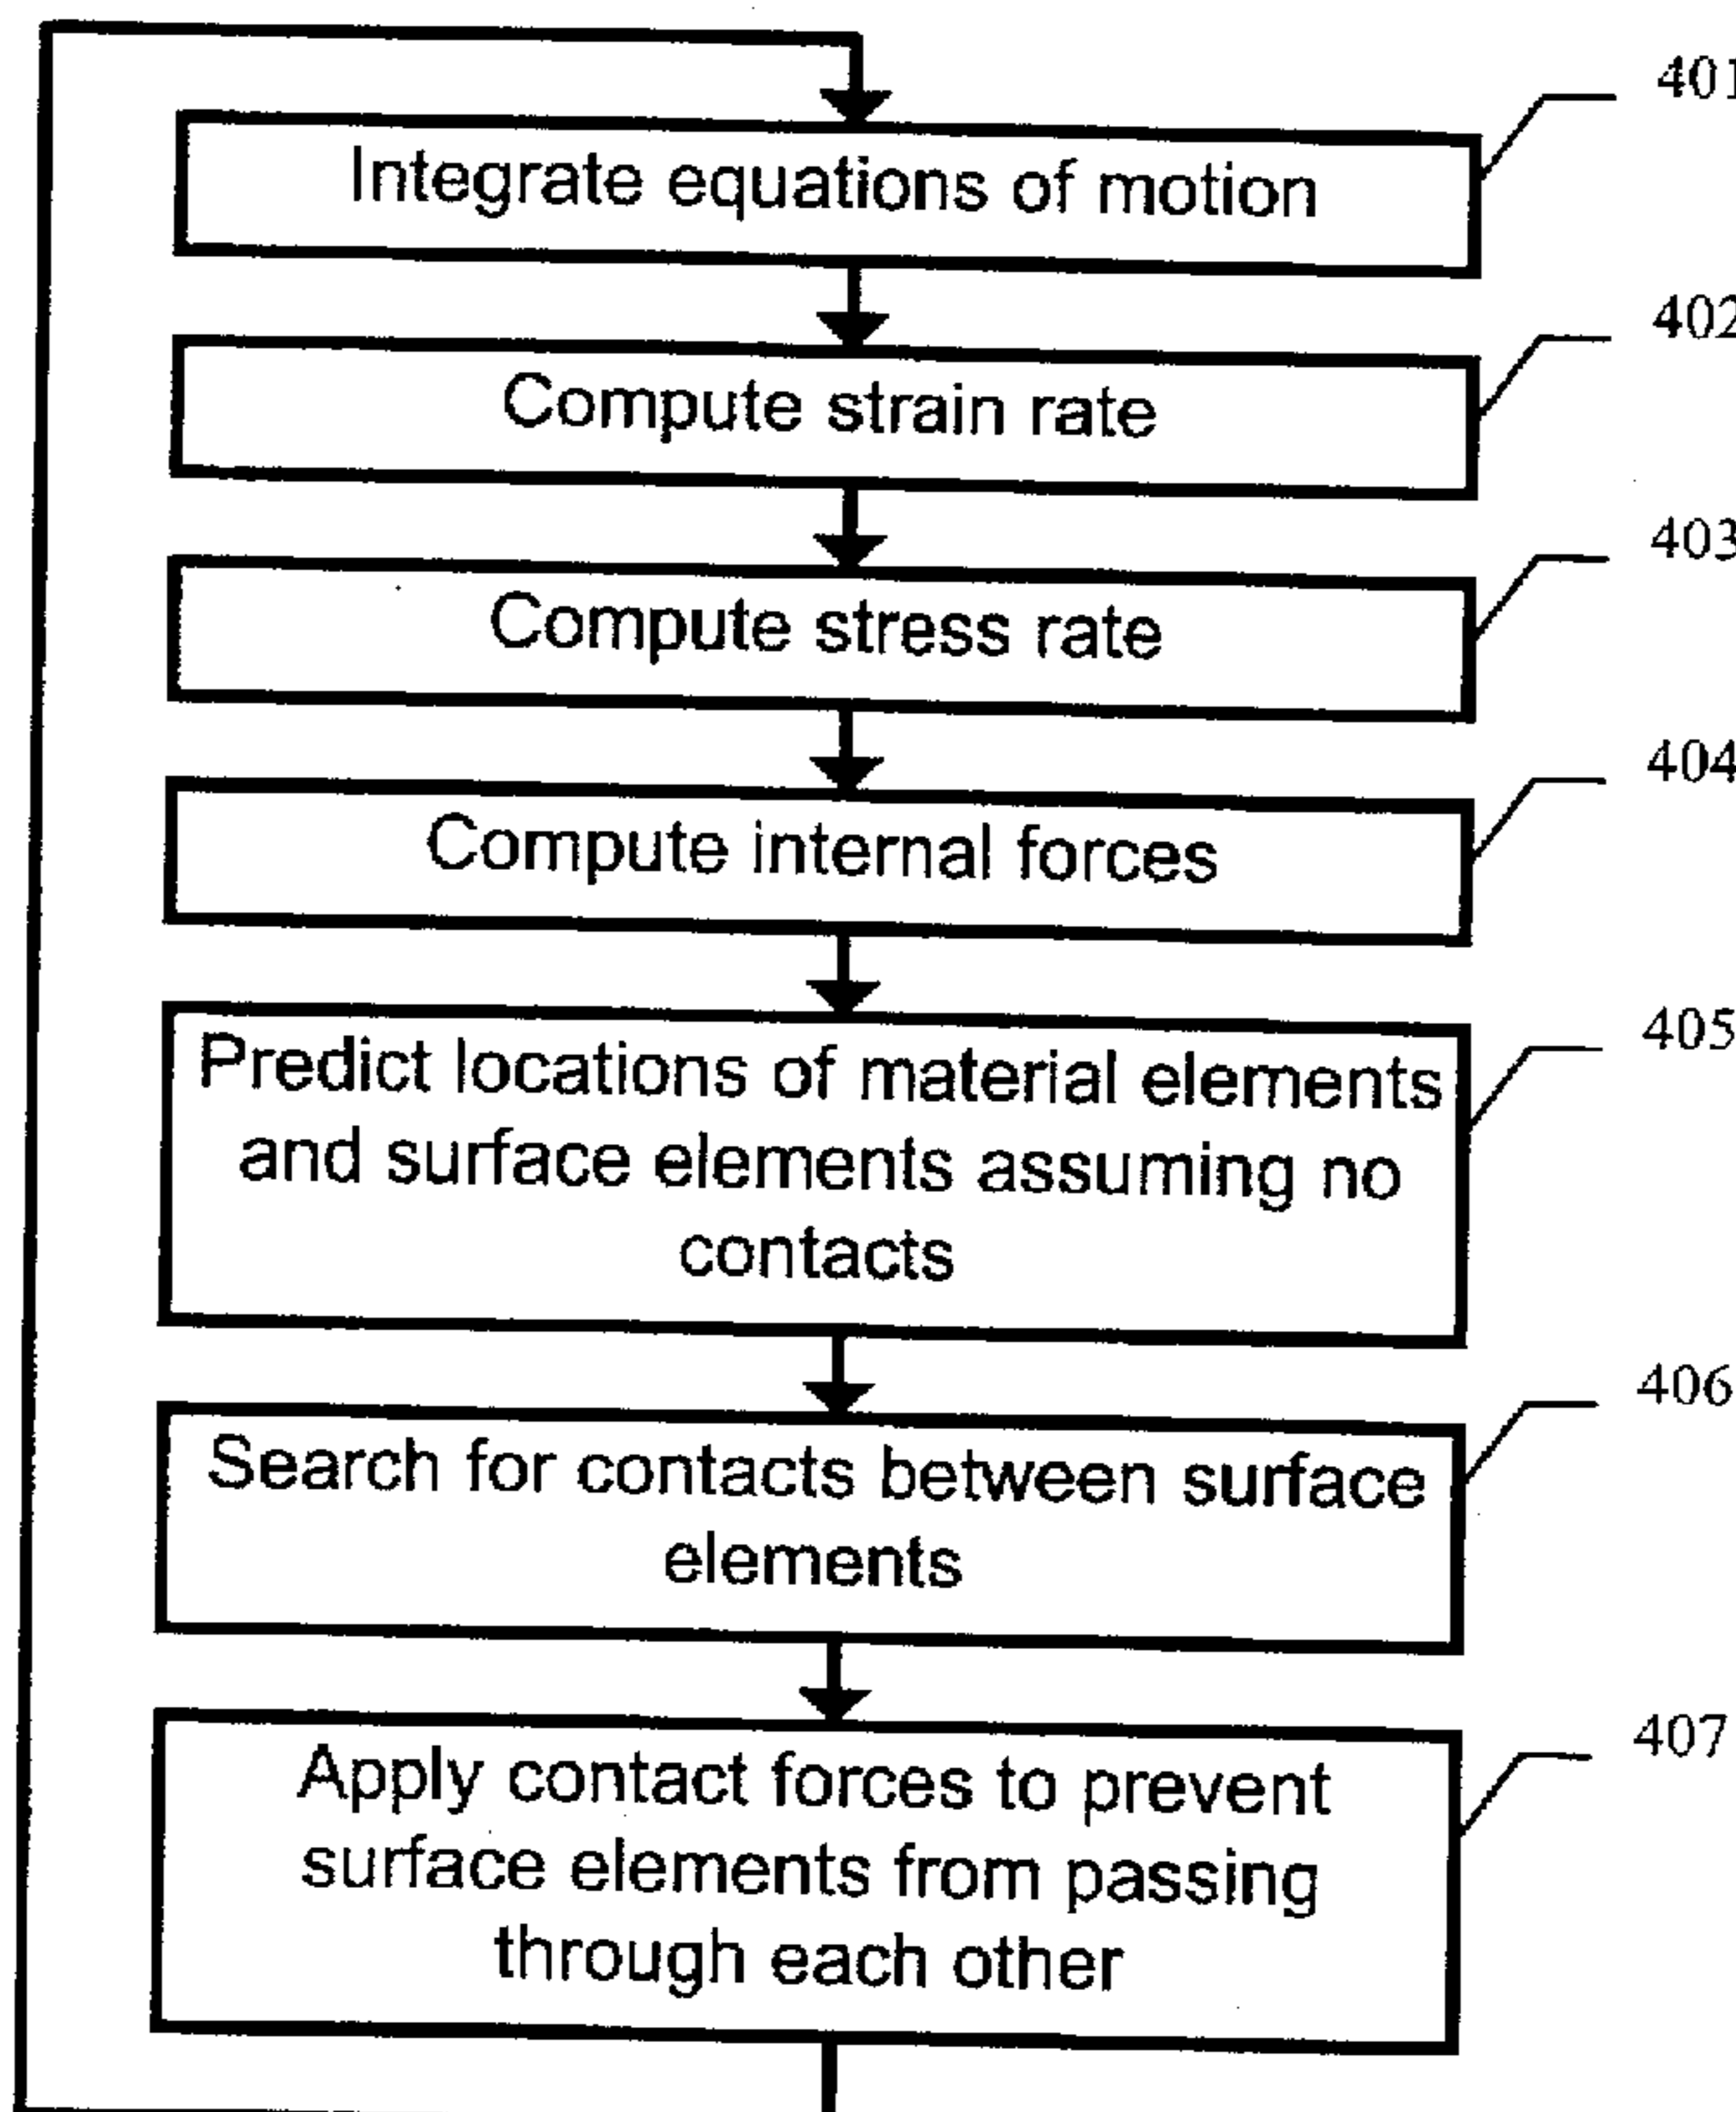 401
Integrate equations of motion
402
Compute strain rate
403
Compute stress rate
404
Compute internal forces
405
Predict locations of material elements
and surface elements assuming no
contacts
406
Search for contacts between surface
elements
407
Apply contact forces to prevent
surface elements from passing
through each other